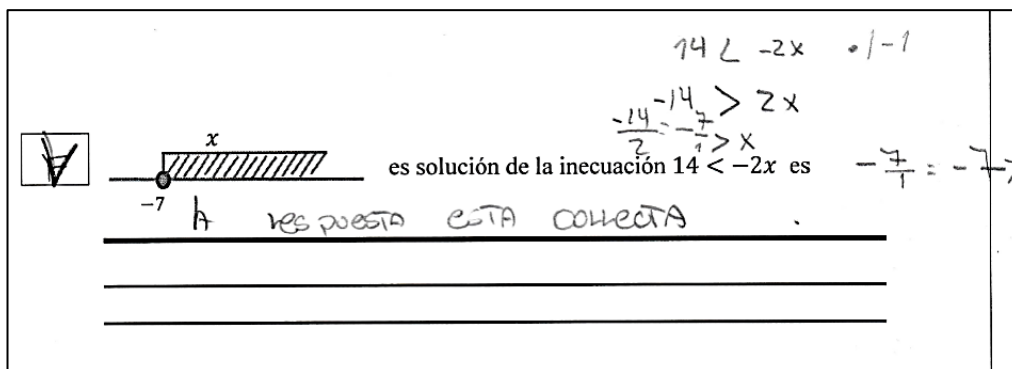 14 < -2x •/-1
-14 > 2x
-14/2 = -7/1 > x
V
x
es solución de la inecuación 14 < −2x es
-7/1 = -7
−7
la respuesta esta correcta .